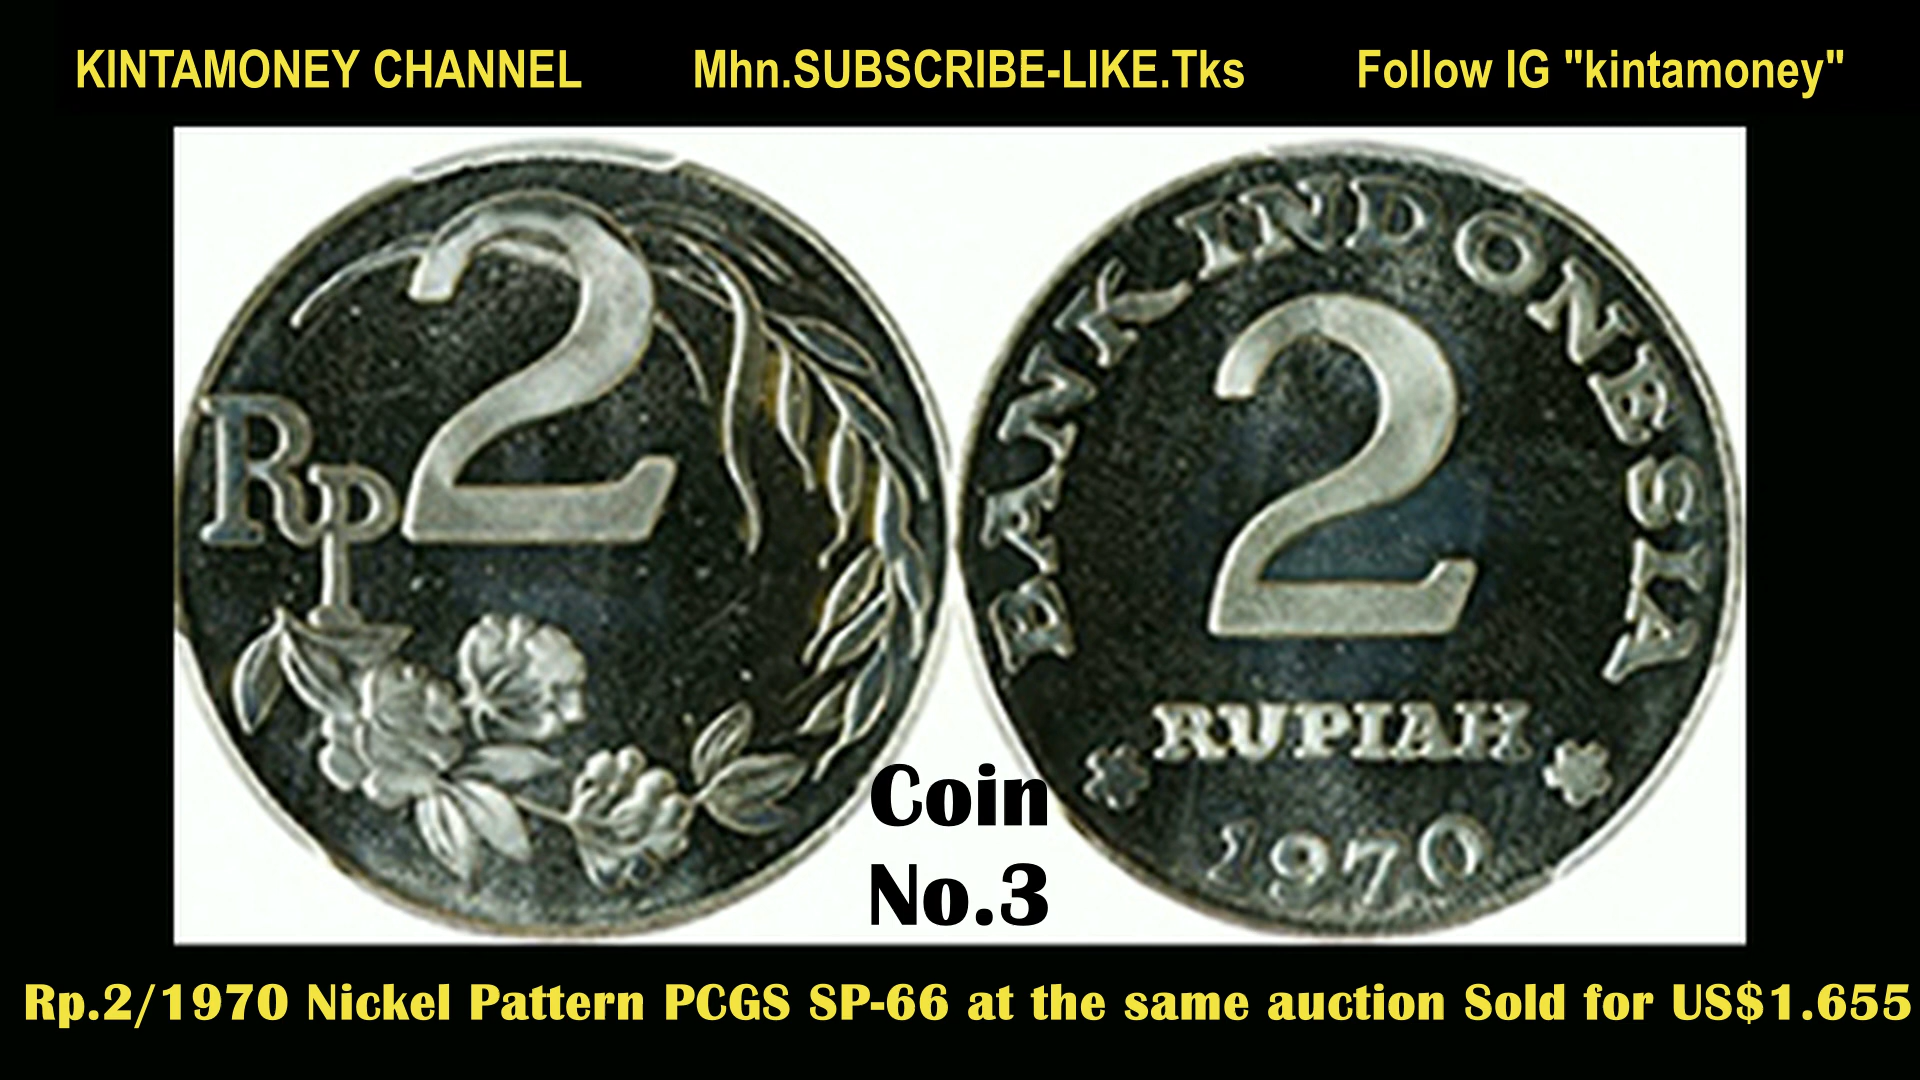 KINTAMONEY CHANNEL Mhn.SUBSCRIBE-LIKE.Tks Follow IG "kintamoney"
Rp 2
BANK INDONESIA
2
RUPIAH
1970
Coin
No.3
Rp.2/1970 Nickel Pattern PCGS SP-66 at the same auction Sold for US$1.655